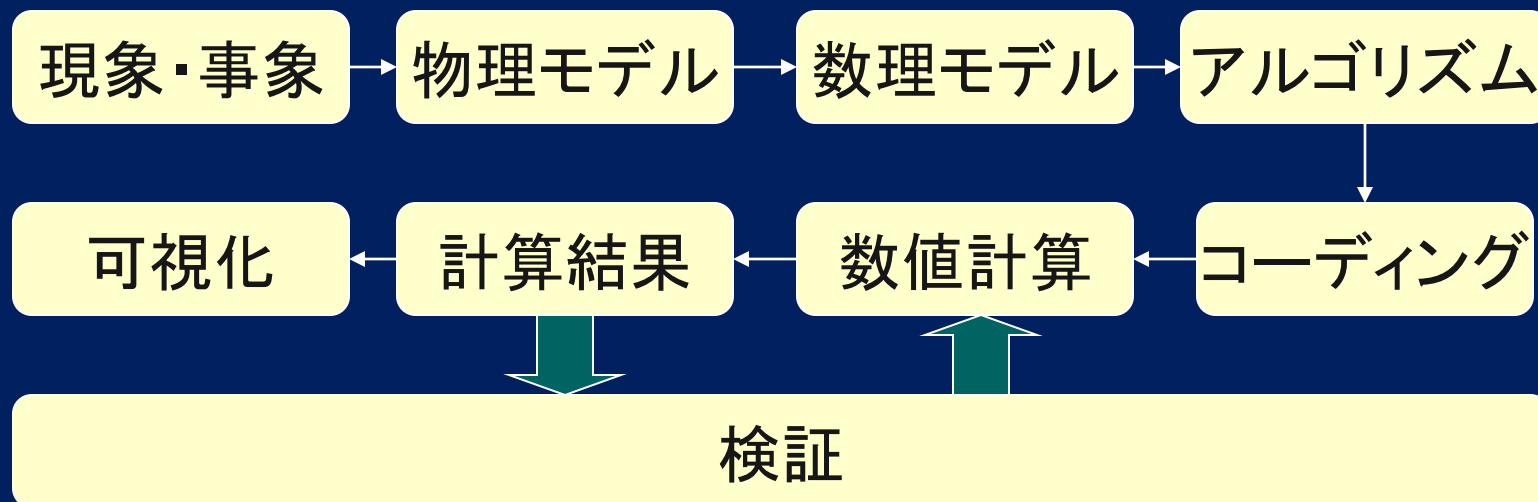 現象・事象
物理モデル
数理モデル
アルゴリズム
可視化
計算結果
数値計算
コーディング
検証